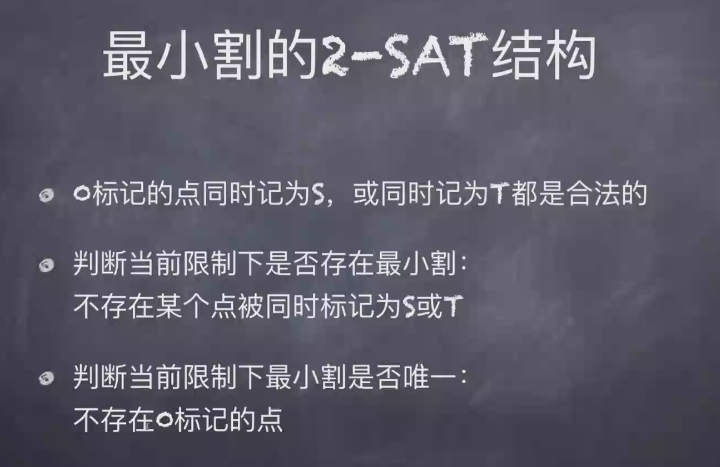 最小割的2-SAT结构
0标记的点同时记为S，或同时记为T都是合法的
判断当前限制下是否存在最小割：
不存在某个点被同时标记为S或T
判断当前限制下最小割是否唯一：
不存在0标记的点